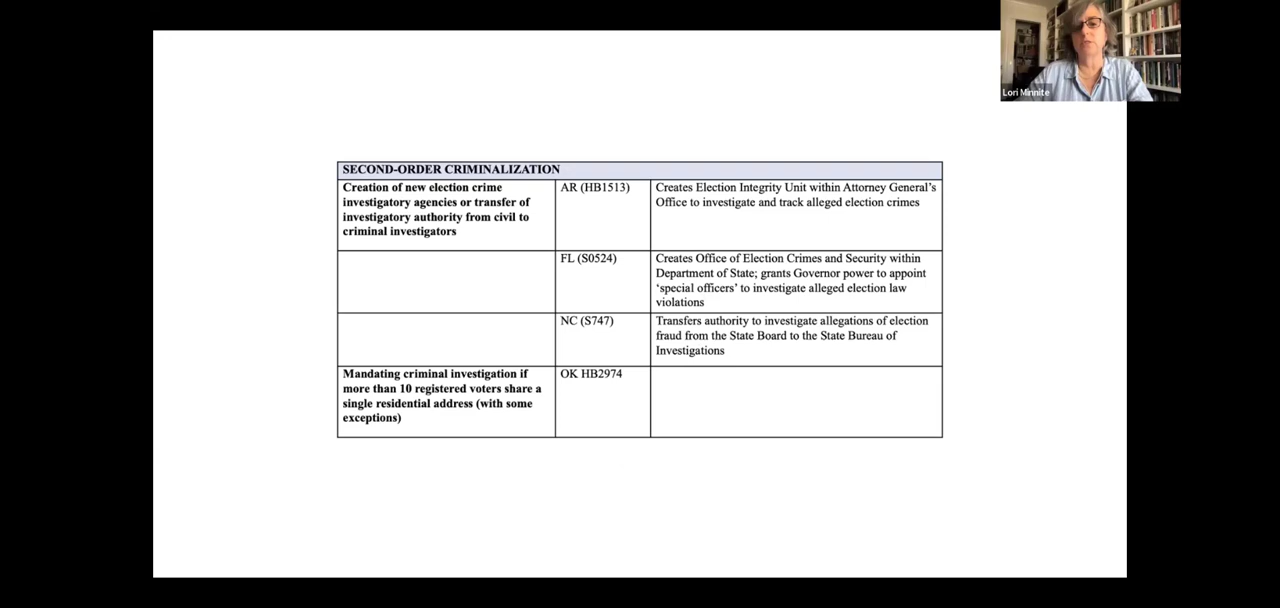 Lori Minnite
SECOND-ORDER CRIMINALIZATION
Creation of new election crime
investigatory agencies or transfer of
investigatory authority from civil to
criminal investigators
AR (HB1513)
Creates Election Integrity Unit within Attorney General's
Office to investigate and track alleged election crimes
FL (S0524)
Creates Office of Election Crimes and Security within
Department of State; grants Governor power to appoint
‘special officers’ to investigate alleged election law
violations
NC (S747)
Transfers authority to investigate allegations of election
fraud from the State Board to the State Bureau of
Investigations
Mandating criminal investigation if
more than 10 registered voters share a
single residential address (with some
exceptions)
OK HB2974